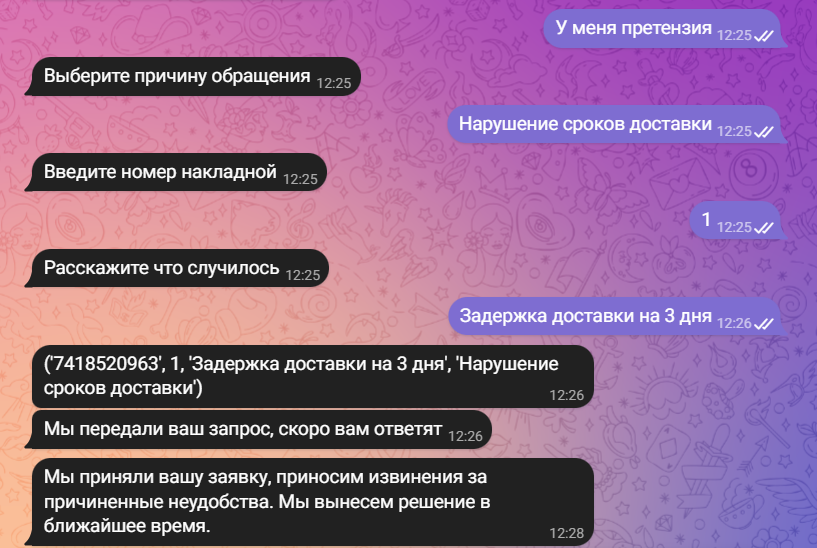 У меня претензия 12:25
Выберите причину обращения 12:25
Нарушение сроков доставки 12:25
Введите номер накладной 12:25
1 12:25
Расскажите что случилось 12:25
Задержка доставки на 3 дня 12:26
('7418520963', 1, 'Задержка доставки на 3 дня', 'Нарушение
сроков доставки') 12:26
Мы передали ваш запрос, скоро вам ответят 12:26
Мы приняли вашу заявку, приносим извинения за
причиненные неудобства. Мы вынесем решение в
ближайшее время. 12:28